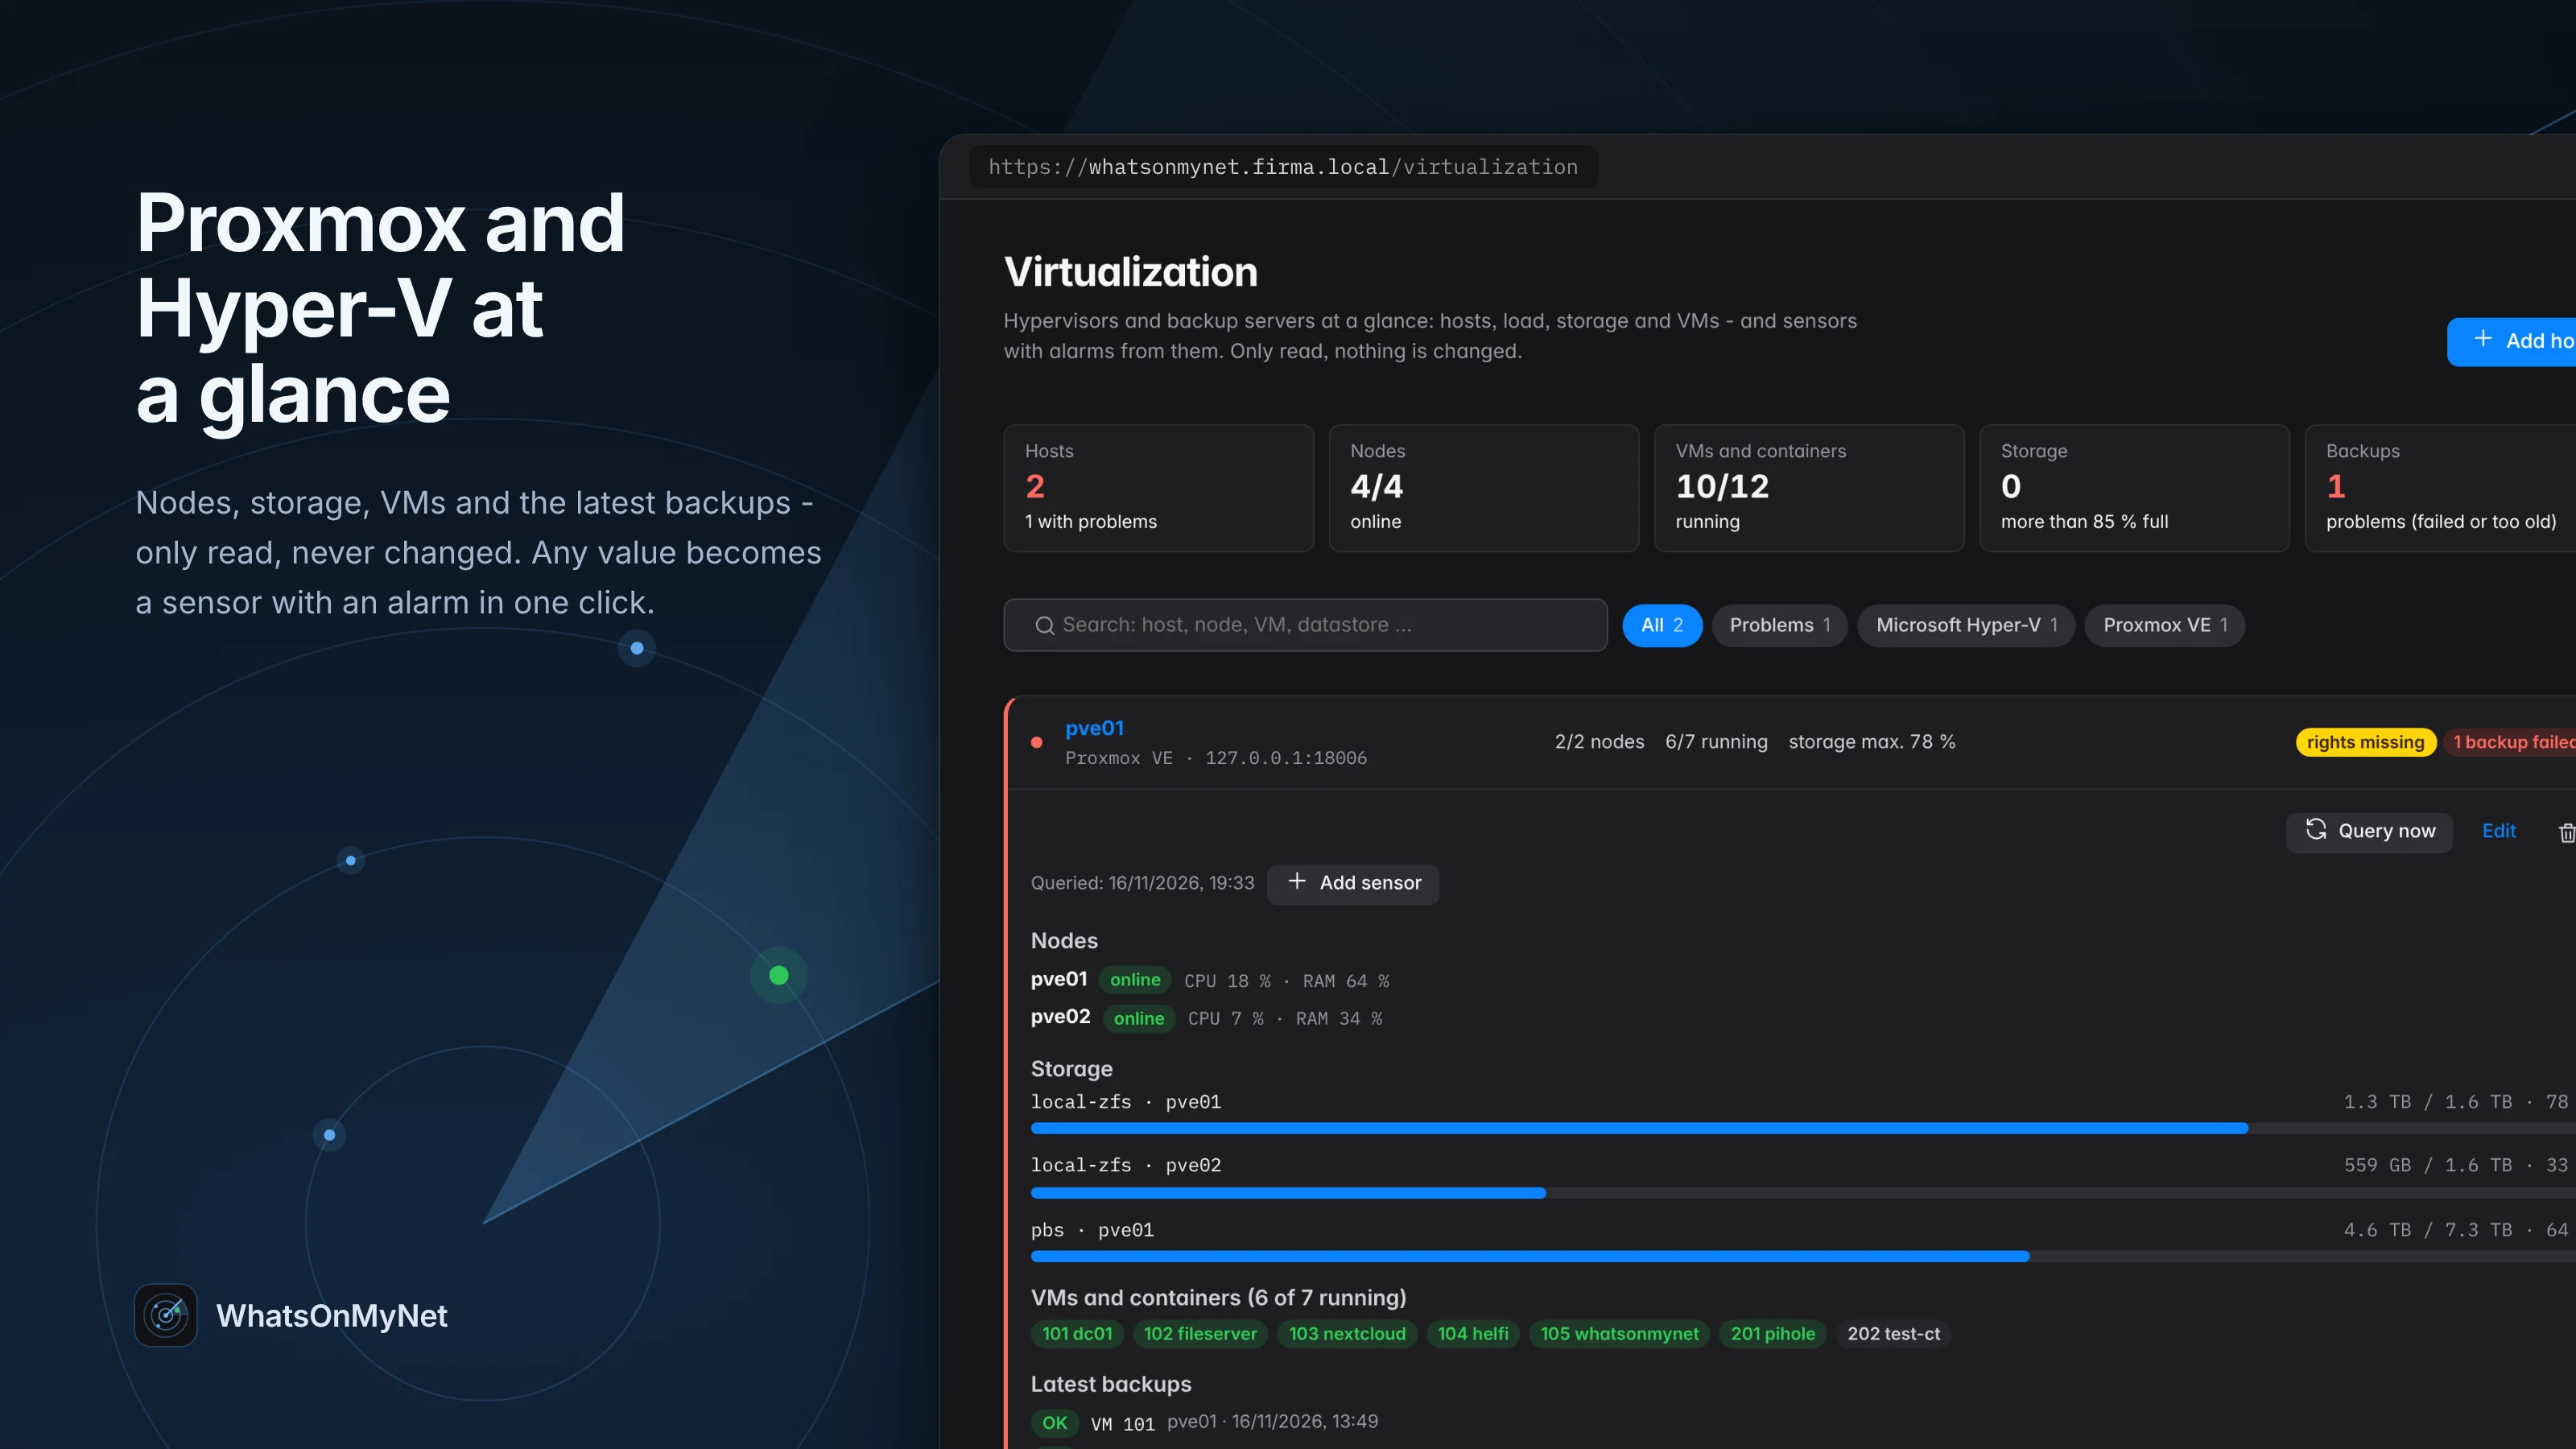 Proxmox and
Hyper-V at
a glance
Nodes, storage, VMs and the latest backups -
only read, never changed. Any value becomes
a sensor with an alarm in one click.
WhatsOnMyNet
https://whatsonmynet.firma.local/virtualization
Virtualization
Hypervisors and backup servers at a glance: hosts, load, storage and VMs - and sensors
with alarms from them. Only read, nothing is changed.
+ Add ho
Hosts
2
1 with problems
Nodes
4/4
online
VMs and containers
10/12
running
Storage
0
more than 85 % full
Backups
1
problems (failed or too old)
Search: host, node, VM, datastore ...
All 2
Problems 1
Microsoft Hyper-V 1
Proxmox VE 1
pve01
Proxmox VE · 127.0.0.1:18006
2/2 nodes 6/7 running storage max. 78 %
rights missing
1 backup failed
Query now
Edit
Queried: 16/11/2026, 19:33
+ Add sensor
Nodes
pve01 online CPU 18 % · RAM 64 %
pve02 online CPU 7 % · RAM 34 %
Storage
local-zfs · pve01 1.3 TB / 1.6 TB · 78
local-zfs · pve02 559 GB / 1.6 TB · 33
pbs · pve01 4.6 TB / 7.3 TB · 64
VMs and containers (6 of 7 running)
101 dc01 102 fileserver 103 nextcloud 104 helfi 105 whatsonmynet 201 pihole 202 test-ct
Latest backups
OK VM 101 pve01 · 16/11/2026, 13:49